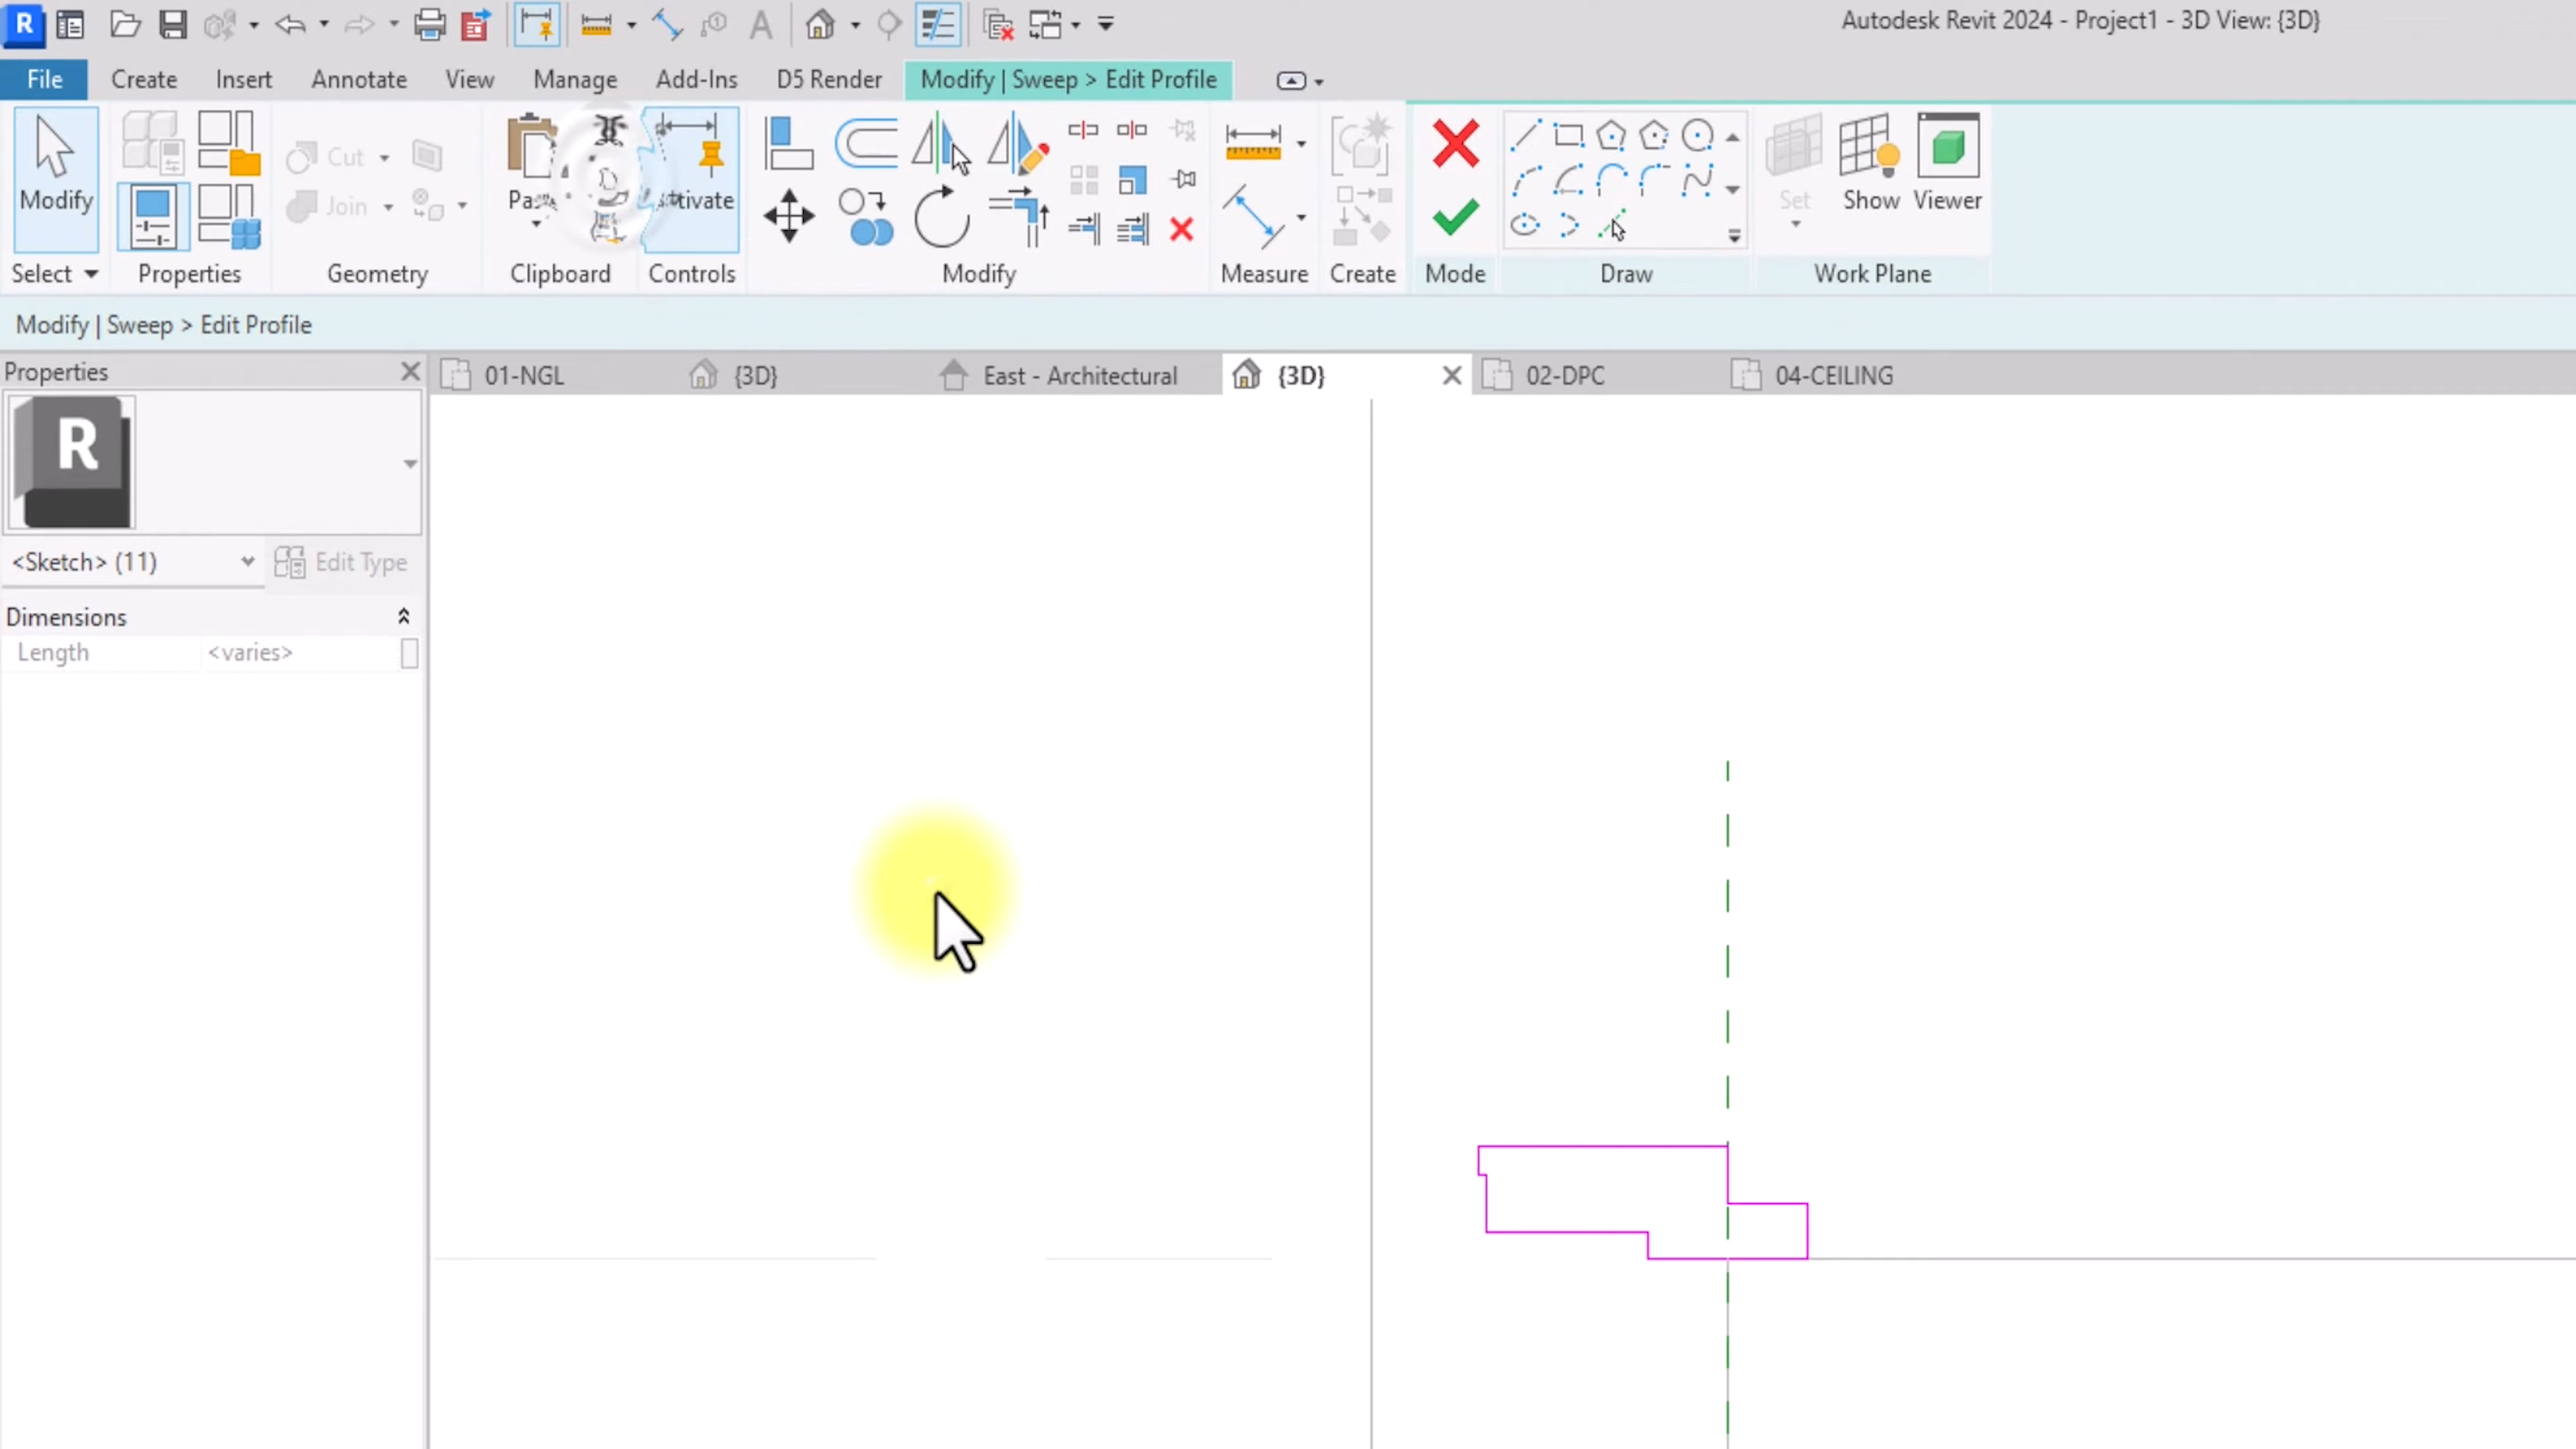 R
Autodesk Revit 2024 - Project1 - 3D View: {3D}
File Create Insert Annotate View Manage Add-Ins D5 Render Modify | Sweep > Edit Profile
Cut
Join
Modify
Set Show Viewer
Select Properties Geometry Clipboard Controls Modify Measure Create Mode Draw Work Plane
Modify | Sweep > Edit Profile
Properties
01-NGL {3D} East - Architectural {3D} 02-DPC 04-CEILING
R
<Sketch> (11) Edit Type
Dimensions
Length <varies>